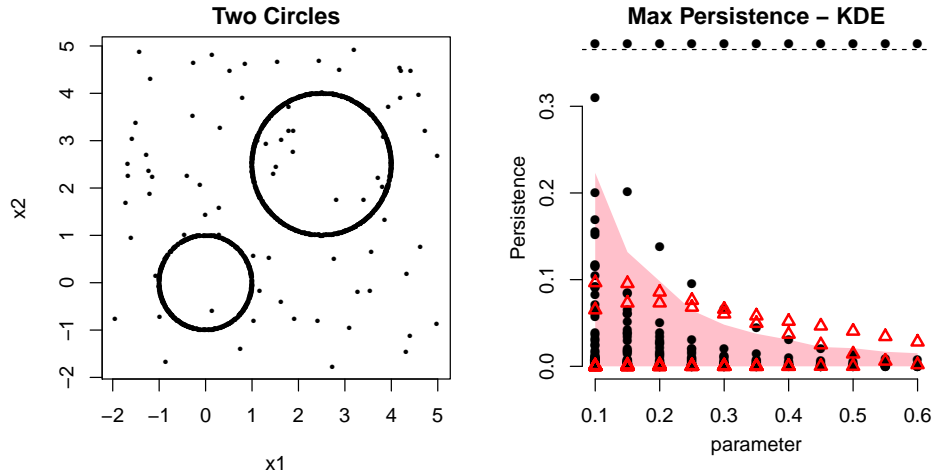 Two Circles
x2
5
4
3
2
1
0
−1
−2
−2 −1 0 1 2 3 4 5
x1
Max Persistence − KDE
Persistence
0.3
0.2
0.1
0.0
0.1 0.2 0.3 0.4 0.5 0.6
parameter